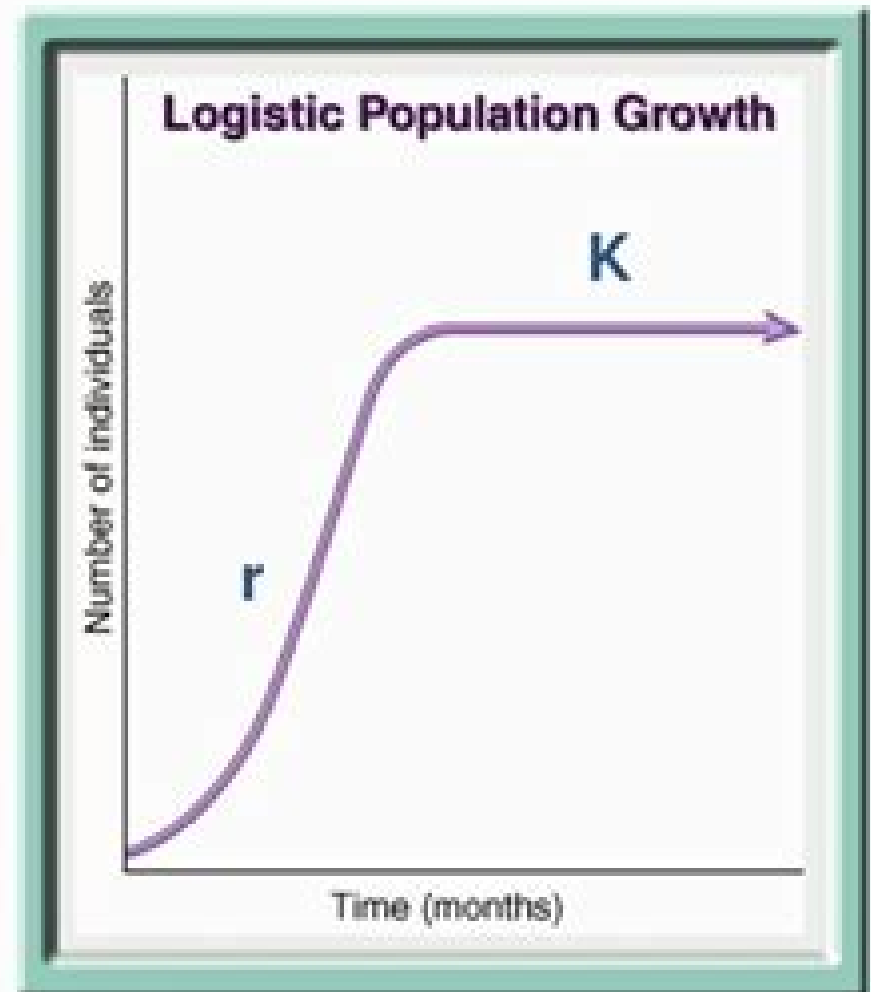 Logistic Population Growth
K
Number of individuals
r
Time (months)